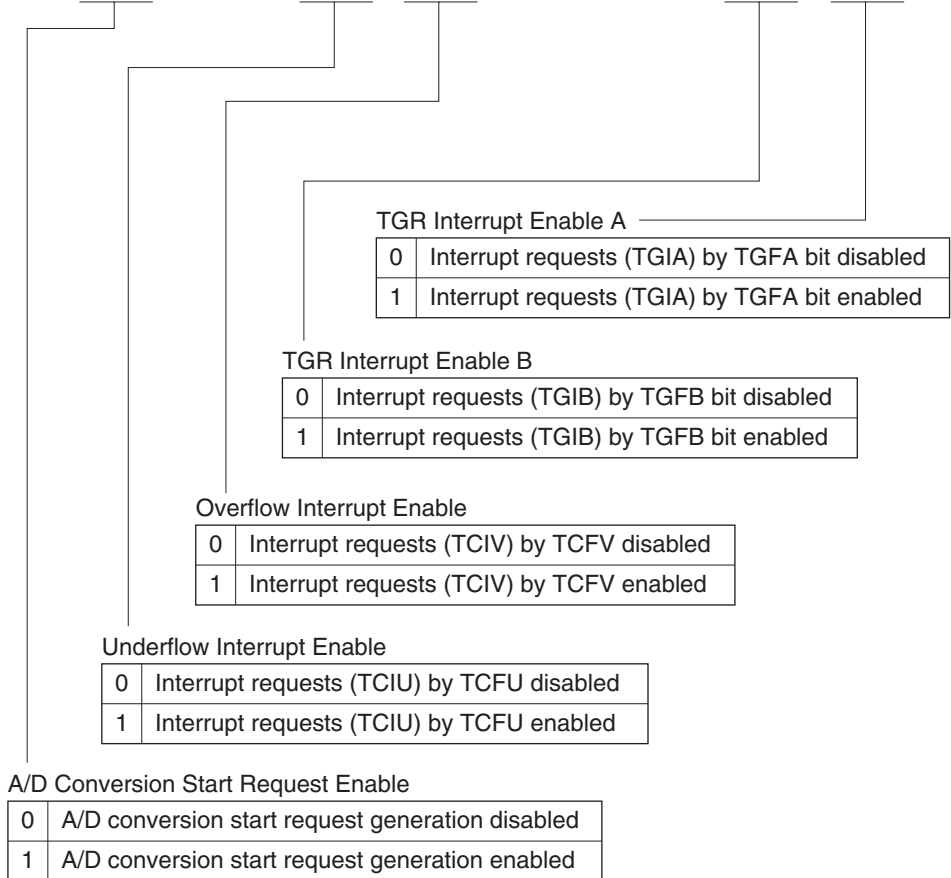 TGR Interrupt Enable A
0 Interrupt requests (TGIA) by TGFA bit disabled
1 Interrupt requests (TGIA) by TGFA bit enabled
TGR Interrupt Enable B
0 Interrupt requests (TGIB) by TGFB bit disabled
1 Interrupt requests (TGIB) by TGFB bit enabled
Overflow Interrupt Enable
0 Interrupt requests (TCIV) by TCFV disabled
1 Interrupt requests (TCIV) by TCFV enabled
Underflow Interrupt Enable
0 Interrupt requests (TCIU) by TCFU disabled
1 Interrupt requests (TCIU) by TCFU enabled
A/D Conversion Start Request Enable
0 A/D conversion start request generation disabled
1 A/D conversion start request generation enabled